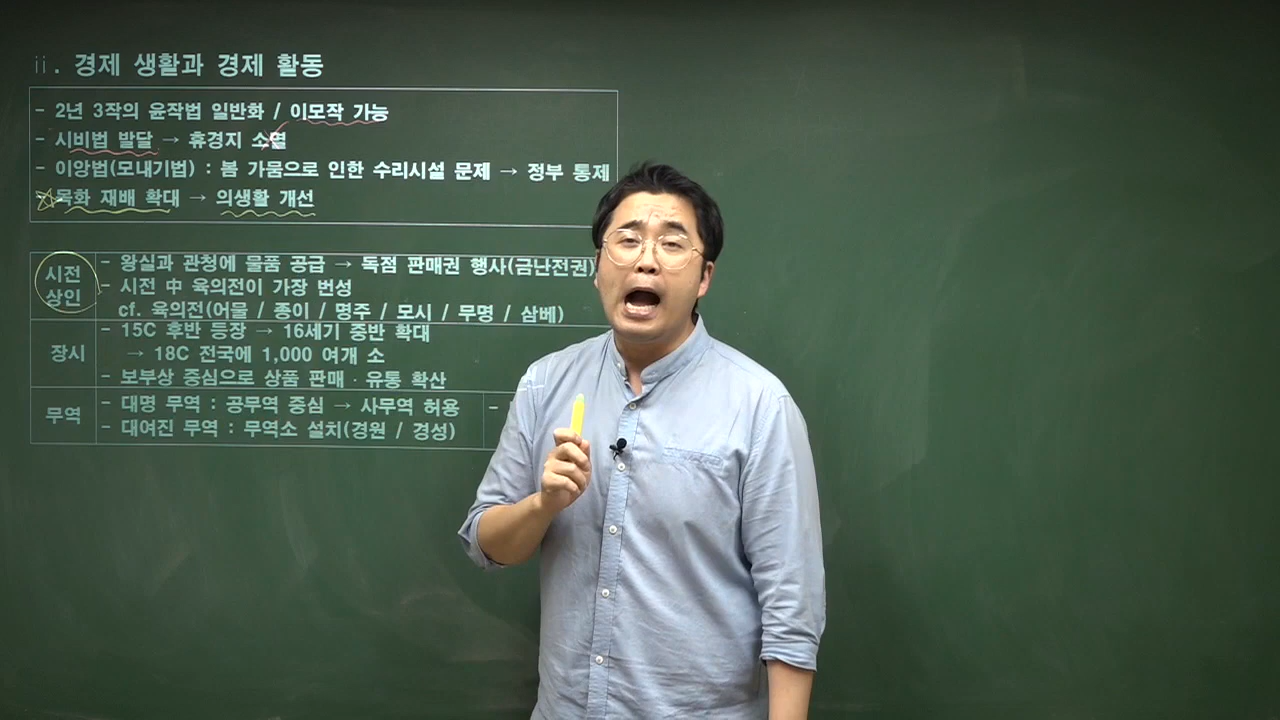 ⅱ. 경제 생활과 경제 활동
- 2년 3작의 윤작법 일반화 / 이모작 가능
- 시비법 발달 → 휴경지 소멸
- 이앙법(모내기법) : 봄 가뭄으로 인한 수리시설 문제 → 정부 통제
목화 재배 확대 → 의생활 개선
시전
상인
- 왕실과 관청에 물품 공급 → 독점 판매권 행사(금난전권)
- 시전 中 육의전이 가장 번성
cf. 육의전(어물 / 종이 / 명주 / 모시 / 무명 / 삼베)
장시
- 15C 후반 등장 → 16세기 중반 확대
→ 18C 전국에 1,000 여개 소
- 보부상 중심으로 상품 판매 · 유통 확산
무역
- 대명 무역 : 공무역 중심 → 사무역 허용
- 대여진 무역 : 무역소 설치(경원 / 경성)
-